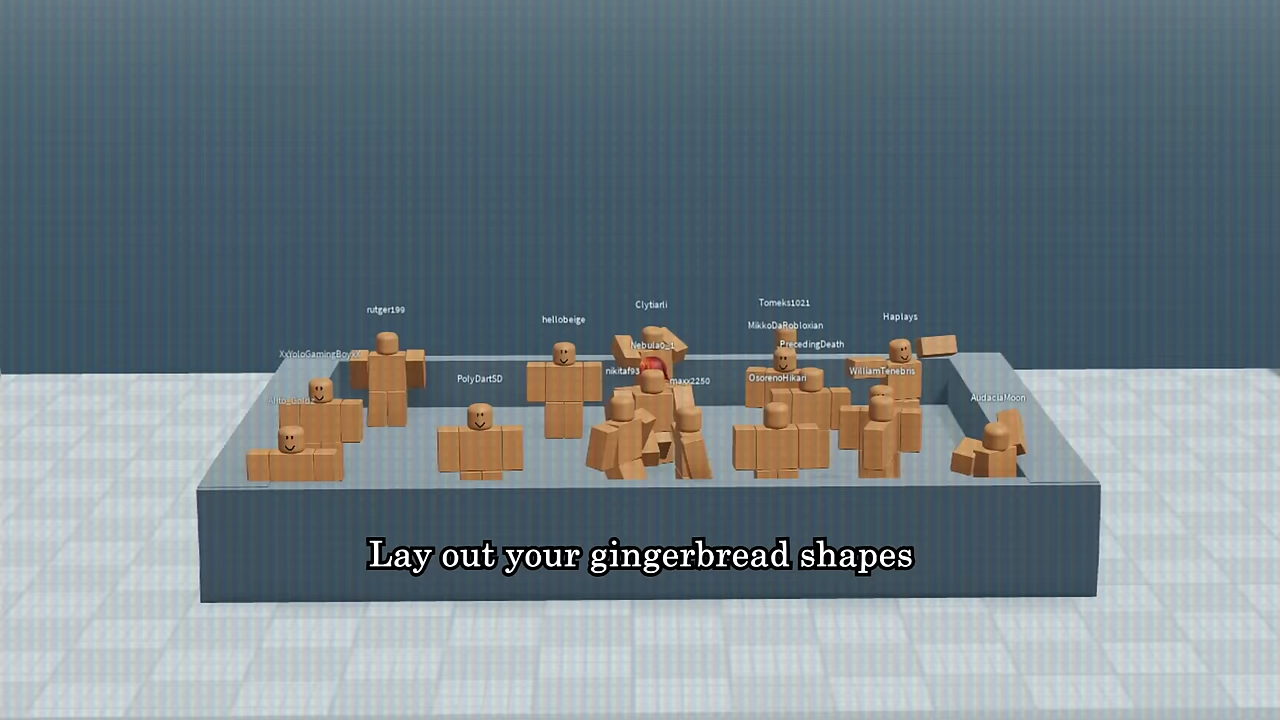 Clytiarli
Tomeks1021
rutger199
Haplays
hellobeige
MikkoDaRobloxian
Nebula0_1
PrecedingDeath
XxYoloGamingBoyxX
nikitaf93
WilliamTenebris
PolyDartSD
maxx2250
OsorenoHikari
AudaciaMoon
Lay out your gingerbread shapes